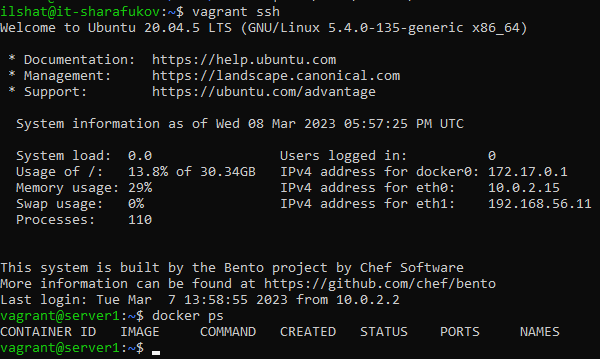 ilshat@it-sharafukov:~$ vagrant ssh
Welcome to Ubuntu 20.04.5 LTS (GNU/Linux 5.4.0-135-generic x86_64)
* Documentation:  https://help.ubuntu.com
* Management:     https://landscape.canonical.com
* Support:        https://ubuntu.com/advantage
System information as of Wed 08 Mar 2023 05:57:25 PM UTC
System load:  0.0                Users logged in:          0
Usage of /:   13.8% of 30.34GB   IPv4 address for docker0: 172.17.0.1
Memory usage: 29%                IPv4 address for eth0:    10.0.2.15
Swap usage:   0%                 IPv4 address for eth1:    192.168.56.11
Processes:    110
This system is built by the Bento project by Chef Software
More information can be found at https://github.com/chef/bento
Last login: Tue Mar  7 13:58:55 2023 from 10.0.2.2
vagrant@server1:~$ docker ps
CONTAINER ID   IMAGE     COMMAND   CREATED   STATUS    PORTS     NAMES
vagrant@server1:~$